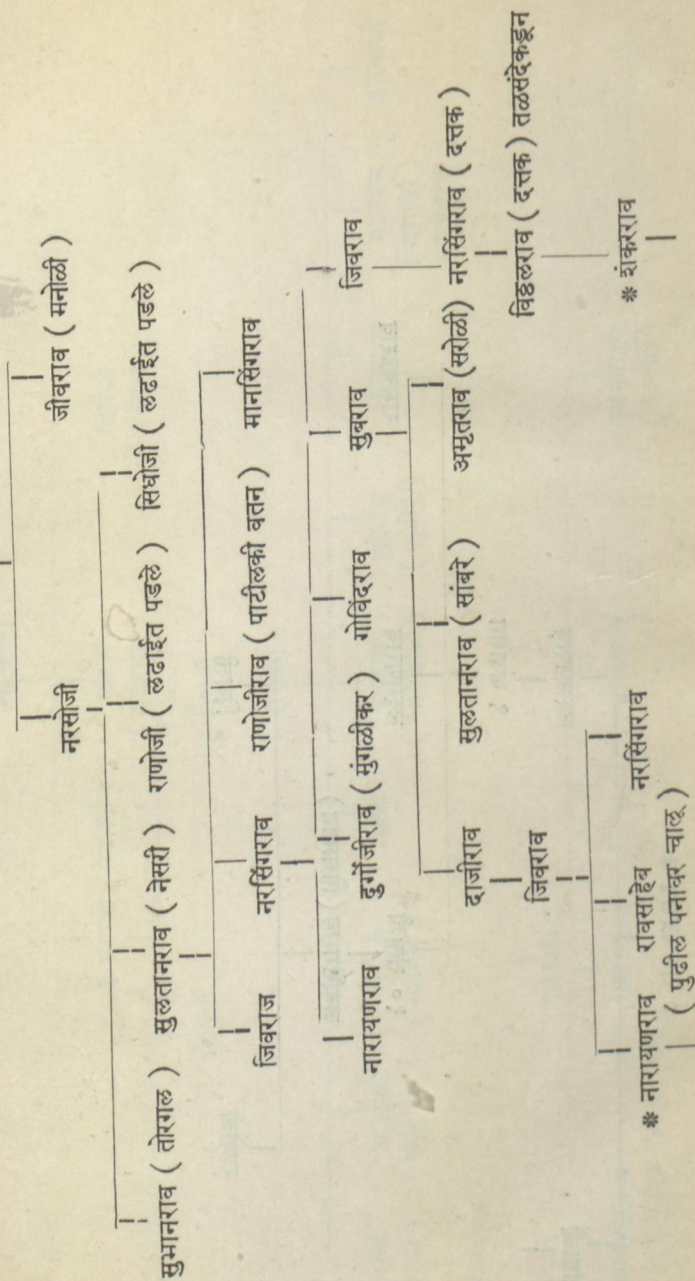 नरसोजी जीवराव ( मनोळी )
सुभानराव ( तोरगल ) सुलतानराव ( नेसरी ) राणोजी ( लढाईत पडले ) सिधोजी ( लढाईत पडले )
जिवराज नरसिंगराव राणोजीराव ( पाटीलकी वतन ) मानसिंगराव
नारायणराव दुर्गोजीराव ( मुंगळीकर ) गोविंदराव सुबराव जिवराव
दाजीराव सुलतानराव ( सांबरे ) अमृतराव (सरोळी) नरसिंगराव ( दत्तक )
जिवराव विठ्ठलराव ( दत्तक ) तळसंदेकडून
* नारायणराव रावसाहेब नरसिंगराव * शंकरराव
( पुढील पनावर चालू )